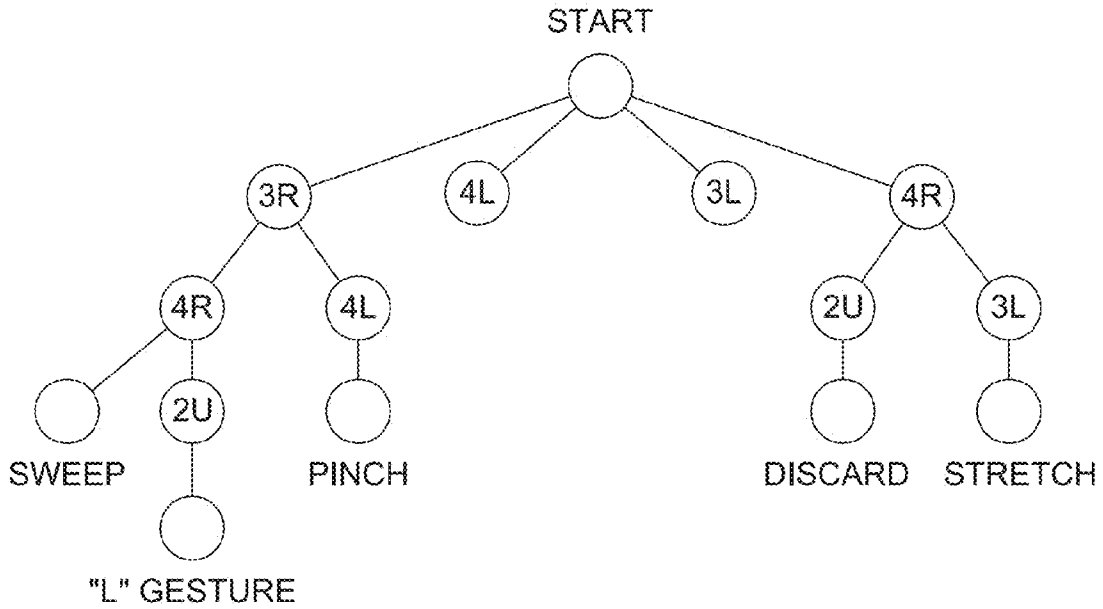 START
3R 4L 3L 4R
4R 4L 2U 3L
2U
SWEEP PINCH DISCARD STRETCH
"L" GESTURE